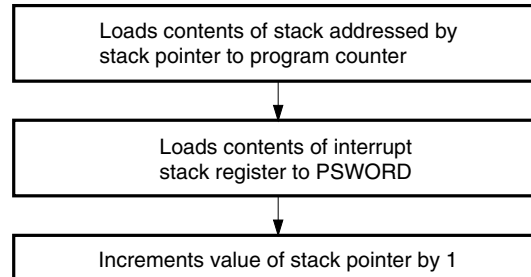 Loads contents of stack addressed by
stack pointer to program counter
Loads contents of interrupt
stack register to PSWORD
Increments value of stack pointer by 1